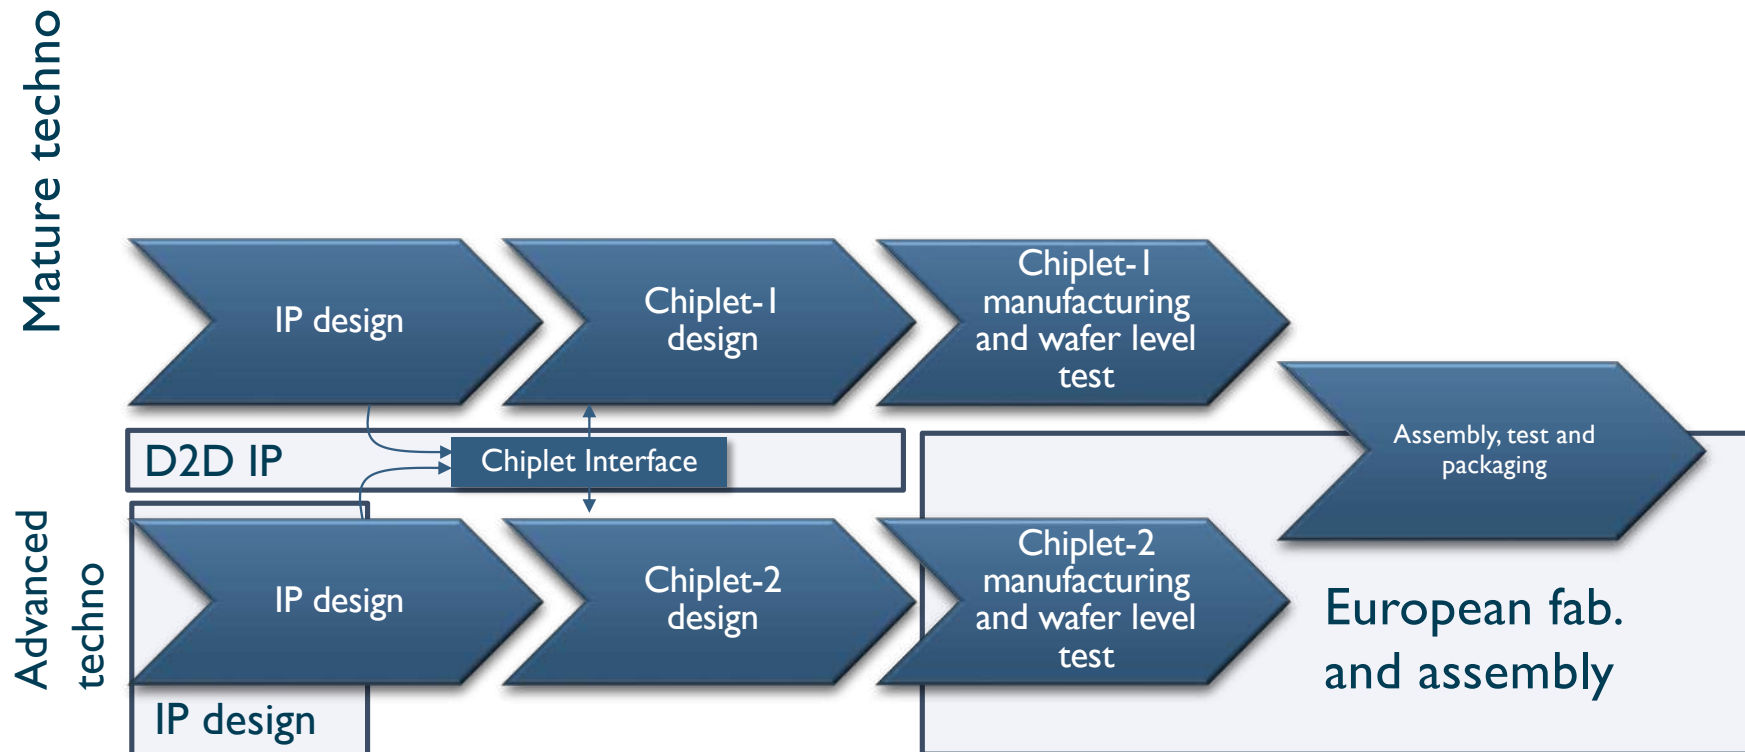 Mature techno
IP design
Chiplet-1
design
Chiplet-1
manufacturing
and wafer level
test
Assembly, test and
packaging
D2D IP
Chiplet Interface
Advanced
techno
IP design
Chiplet-2
design
Chiplet-2
manufacturing
and wafer level
test
European fab.
and assembly
IP design